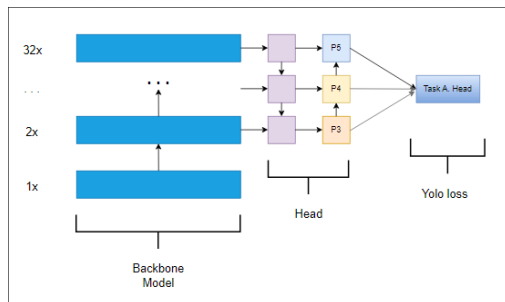 32x
P5
...
...
P4
Task A. Head
2x
P3
1x
Head
Yolo loss
Backbone
Model